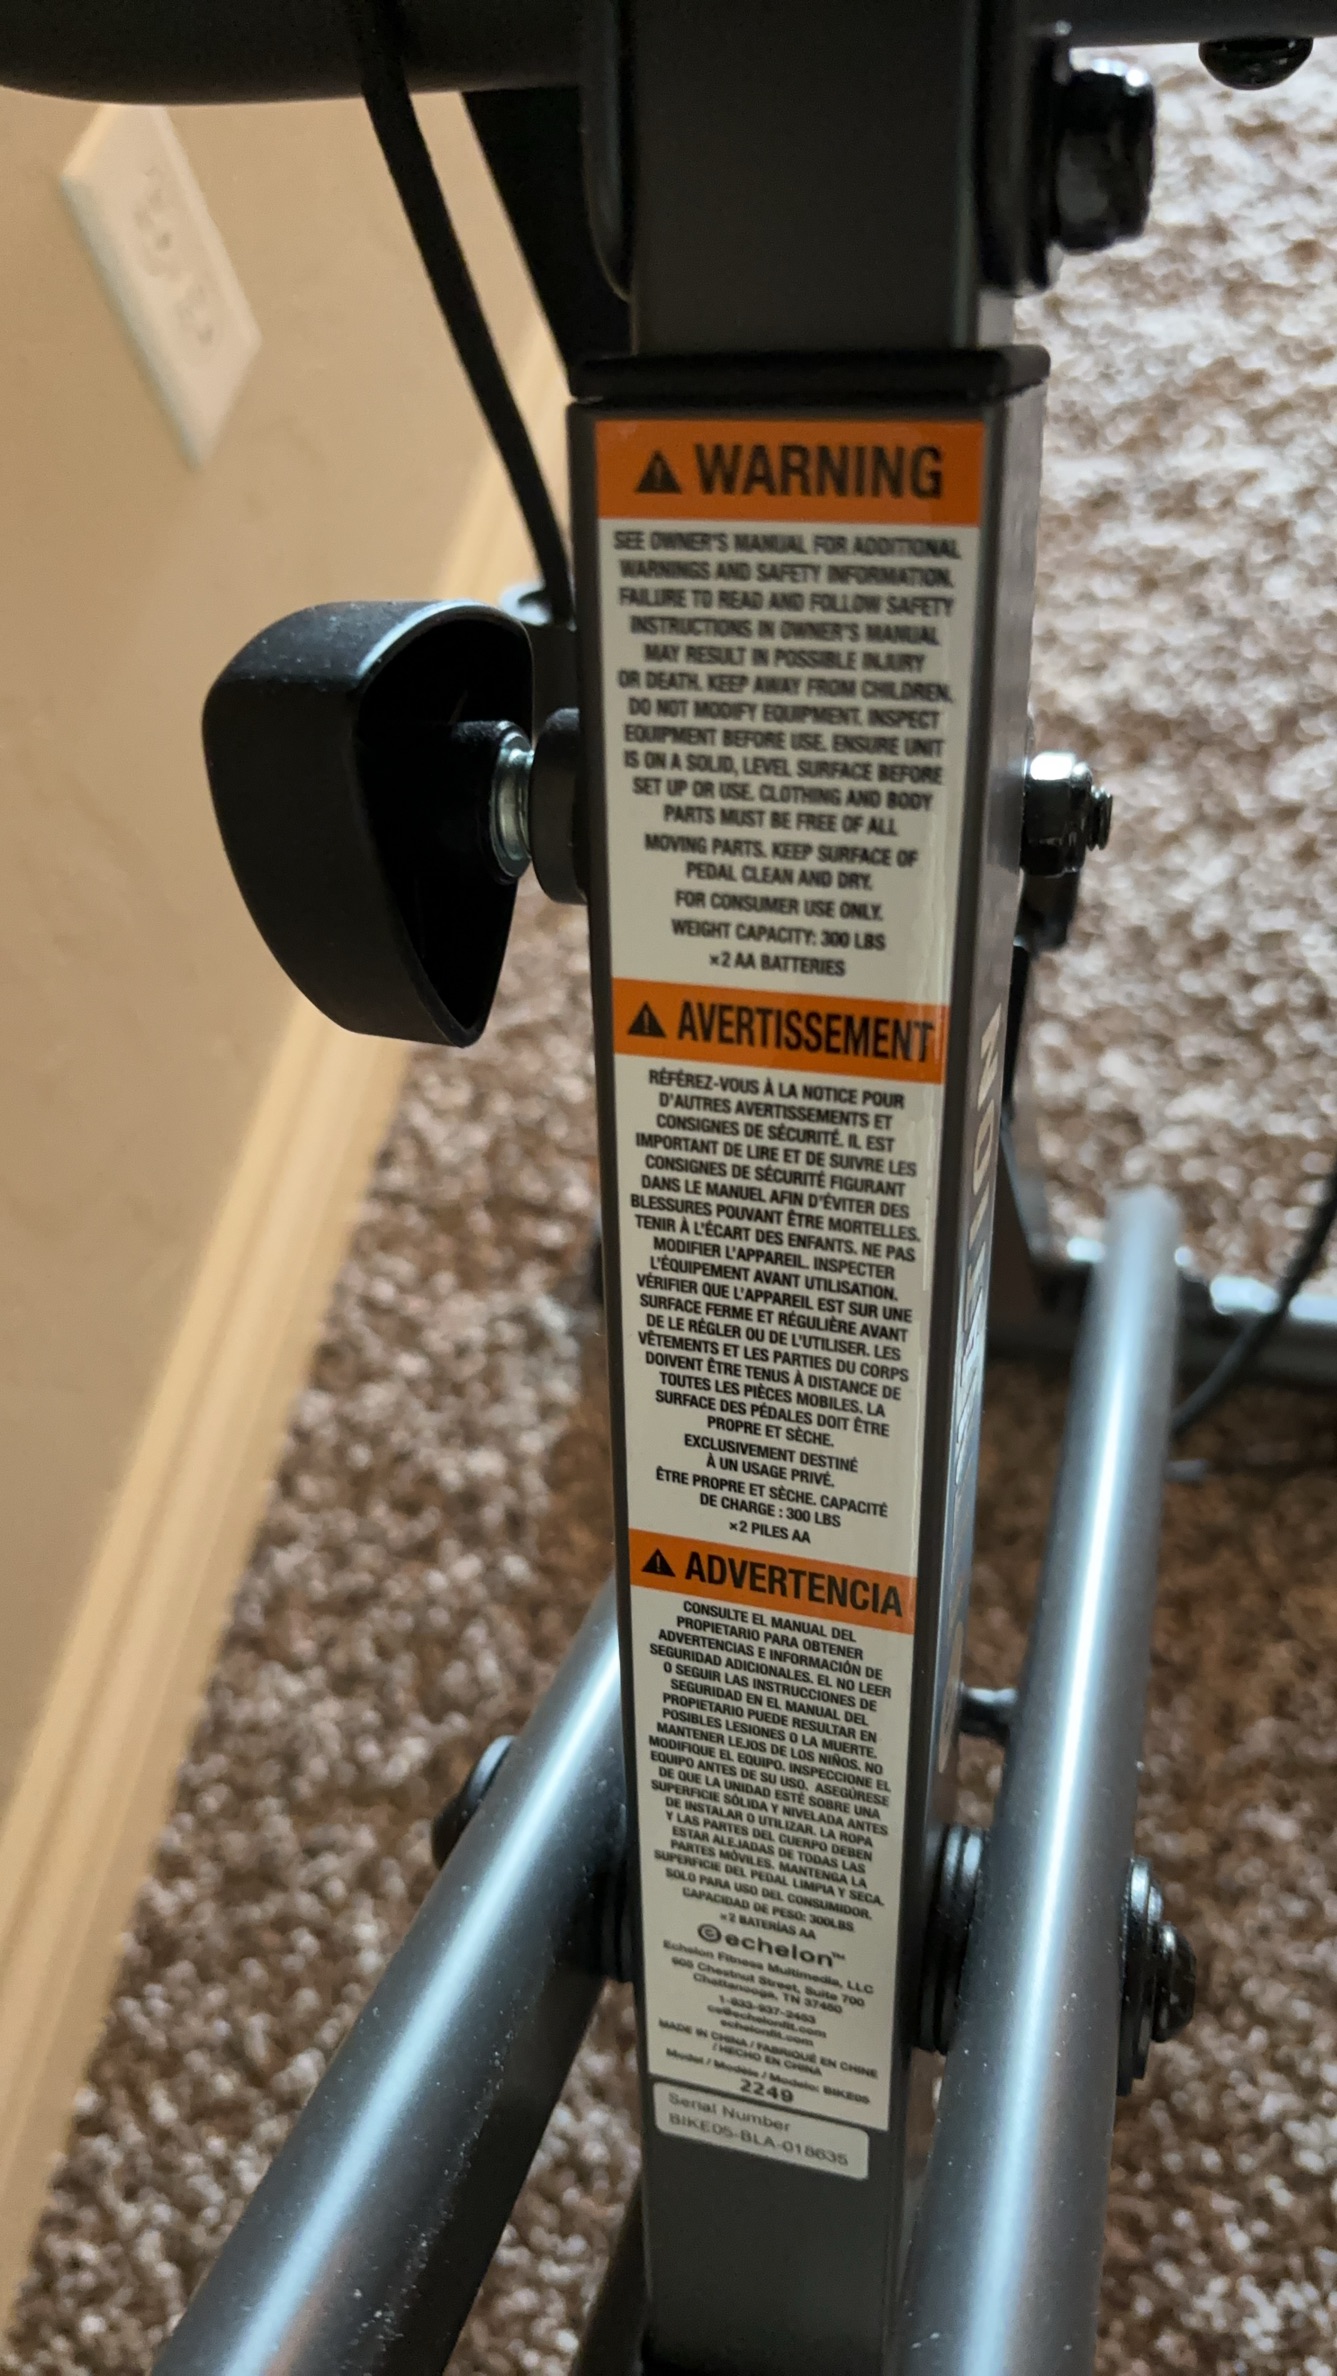 WARNING
SEE OWNER'S MANUAL FOR ADDITIONAL
WARNINGS AND SAFETY INFORMATION.
FAILURE TO READ AND FOLLOW SAFETY
INSTRUCTIONS IN OWNER'S MANUAL
MAY RESULT IN POSSIBLE INJURY
OR DEATH. KEEP AWAY FROM CHILDREN.
DO NOT MODIFY EQUIPMENT. INSPECT
EQUIPMENT BEFORE USE. ENSURE UNIT
IS ON A SOLID, LEVEL SURFACE BEFORE
SET UP OR USE. CLOTHING AND BODY
PARTS MUST BE FREE OF ALL
MOVING PARTS. KEEP SURFACE OF
PEDAL CLEAN AND DRY.
FOR CONSUMER USE ONLY.
WEIGHT CAPACITY: 300 LBS
×2 AA BATTERIES
AVERTISSEMENT
RÉFÉREZ-VOUS À LA NOTICE POUR
D'AUTRES AVERTISSEMENTS ET
CONSIGNES DE SÉCURITÉ. IL EST
IMPORTANT DE LIRE ET DE SUIVRE LES
CONSIGNES DE SÉCURITÉ FIGURANT
DANS LE MANUEL AFIN D'ÉVITER DES
BLESSURES POUVANT ÊTRE MORTELLES.
TENIR À L'ÉCART DES ENFANTS. NE PAS
MODIFIER L'APPAREIL. INSPECTER
L'ÉQUIPEMENT AVANT UTILISATION.
VÉRIFIER QUE L'APPAREIL EST SUR UNE
SURFACE FERME ET RÉGULIÈRE AVANT
DE LE RÉGLER OU DE L'UTILISER. LES
VÊTEMENTS ET LES PARTIES DU CORPS
DOIVENT ÊTRE TENUS À DISTANCE DE
TOUTES LES PIÈCES MOBILES. LA
SURFACE DES PÉDALES DOIT ÊTRE
PROPRE ET SÈCHE.
EXCLUSIVEMENT DESTINÉ
À UN USAGE PRIVÉ.
ÊTRE PROPRE ET SÈCHE. CAPACITÉ
DE CHARGE : 300 LBS
×2 PILES AA
ADVERTENCIA
CONSULTE EL MANUAL DEL
PROPIETARIO PARA OBTENER
ADVERTENCIAS E INFORMACIÓN DE
SEGURIDAD ADICIONALES. EL NO LEER
O SEGUIR LAS INSTRUCCIONES DE
SEGURIDAD EN EL MANUAL DEL
PROPIETARIO PUEDE RESULTAR EN
POSIBLES LESIONES O LA MUERTE.
MANTENER LEJOS DE LOS NIÑOS. NO
MODIFIQUE EL EQUIPO. INSPECCIONE EL
EQUIPO ANTES DE SU USO. ASEGÚRESE
DE QUE LA UNIDAD ESTÉ SOBRE UNA
SUPERFICIE SÓLIDA Y NIVELADA ANTES
DE INSTALAR O UTILIZAR. LA ROPA
Y LAS PARTES DEL CUERPO DEBEN
ESTAR ALEJADAS DE TODAS LAS
PARTES MÓVILES. MANTENGA LA
SUPERFICIE DEL PEDAL LIMPIA Y SECA.
SOLO PARA USO DEL CONSUMIDOR.
CAPACIDAD DE PESO: 300LBS
×2 BATERÍAS AA
echelon™
Echelon Fitness Multimedia, LLC
605 Chestnut Street, Suite 700
Chattanooga, TN 37450
1-833-937-2453
cs@echelonfit.com
echelonfit.com
MADE IN CHINA / FABRIQUÉ EN CHINE
/ HECHO EN CHINA
Model / Modèle / Modelo: BIKE05
2249
Serial Number
BIKE05-BLA-018635